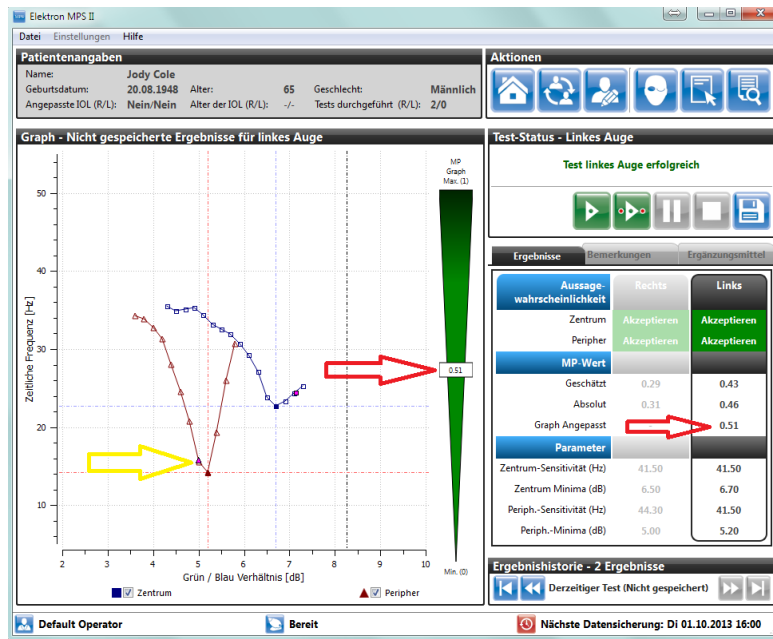 Elektron MPS II
Datei Einstellungen Hilfe
Patientenangaben
Name: Jody Cole
Geburtsdatum: 20.08.1948 Alter: 65 Geschlecht: Männlich
Angepasste IOL (R/L): Nein/Nein Alter der IOL (R/L): -/- Tests durchgeführt (R/L): 2/0
Aktionen
Graph - Nicht gespeicherte Ergebnisse für linkes Auge
MP
Graph
Max. (1)
50
40
30
20
10
Zeitliche Frequenz [Hz]
0.51
Min. (0)
2 3 4 5 6 7 8 9 10
Grün / Blau Verhältnis [dB]
Zentrum Peripher
Test-Status - Linkes Auge
Test linkes Auge erfolgreich
Ergebnisse Bemerkungen Ergänzungsmittel
Aussage-
wahrscheinlichkeit Rechts Links
Zentrum Akzeptieren Akzeptieren
Peripher Akzeptieren Akzeptieren
MP-Wert
Geschätzt 0.29 0.43
Absolut 0.31 0.46
Graph Angepasst 0.51
Parameter
Zentrum-Sensitivität (Hz) 41.50 41.50
Zentrum Minima (dB) 6.50 6.70
Periph.-Sensitivität (Hz) 44.30 41.50
Periph.-Minima (dB) 5.00 5.20
Ergebnishistorie - 2 Ergebnisse
Derzeitiger Test (Nicht gespeichert)
Default Operator Bereit Nächste Datensicherung: Di 01.10.2013 16:00